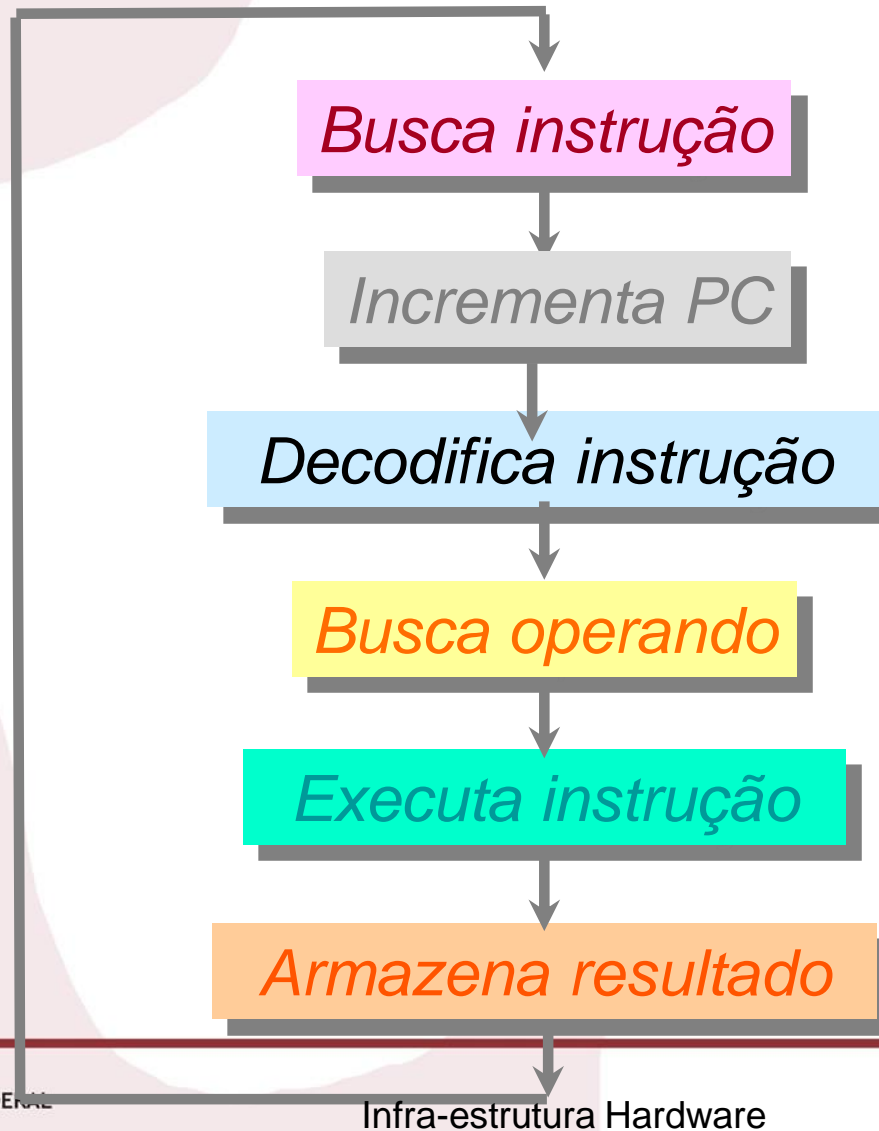 Busca instrução
Incrementa PC
Decodifica instrução
Busca operando
Executa instrução
Armazena resultado
Infra-estrutura Hardware